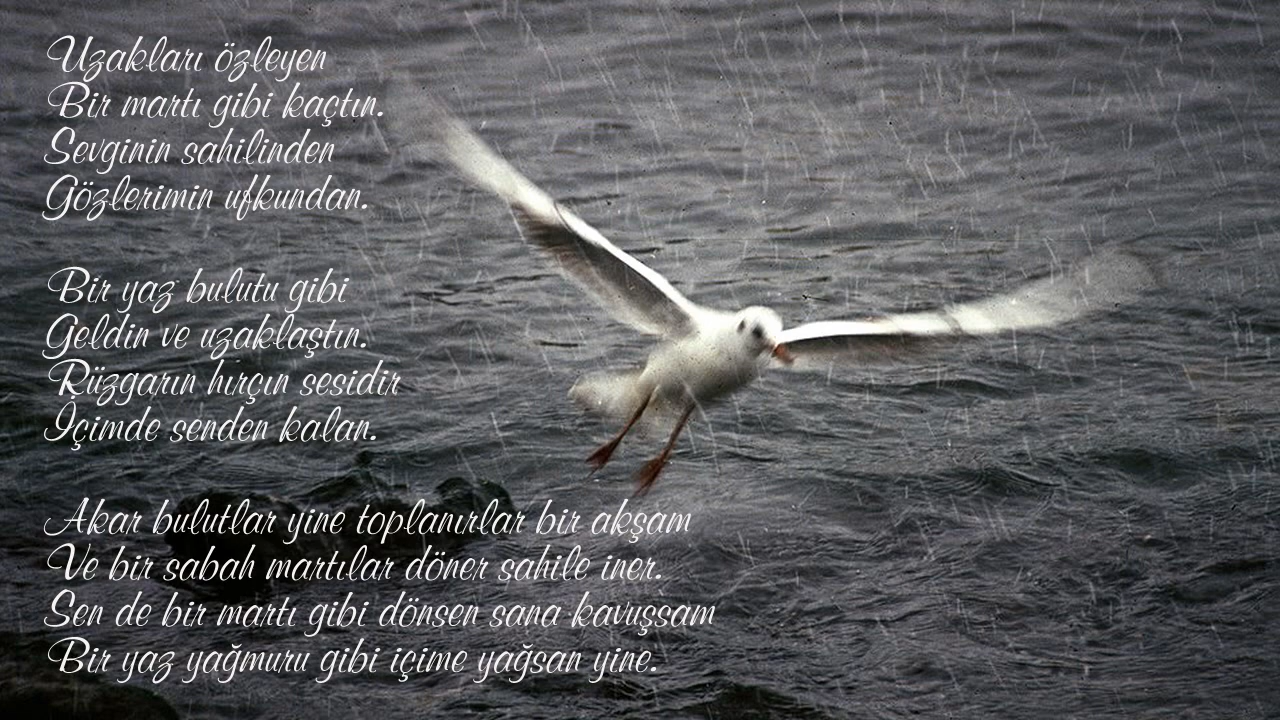 Uzakları özleyen
Bir martı gibi kaçtın.
Sevginin sahilinden
Gözlerimin ufkundan.
Bir yaz bulutu gibi
Geldin ve uzaklaştın.
Rüzgarın hırçın sesidir
İçimde senden kalan.
Akar bulutlar yine toplanırlar bir akşam
Ve bir sabah martılar döner sahile iner.
Sen de bir martı gibi dönsen sana kavuşsam
Bir yaz yağmuru gibi içime yağsan yine.